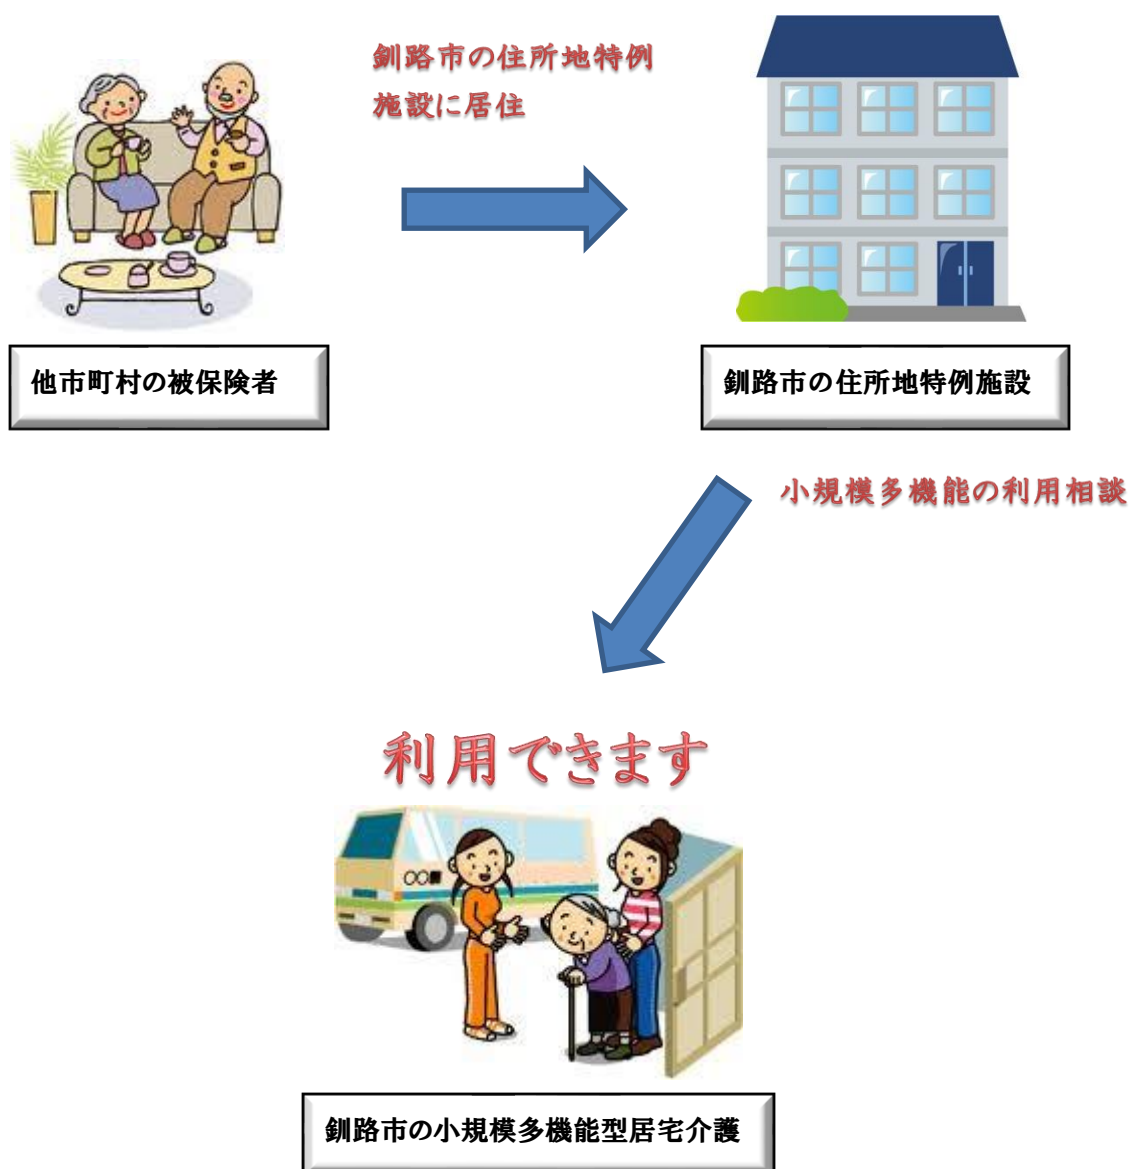 釧路市の住所地特例
施設に居住
他市町村の被保険者
釧路市の住所地特例施設
小規模多機能の利用相談
利用できます
○○■
釧路市の小規模多機能型居宅介護